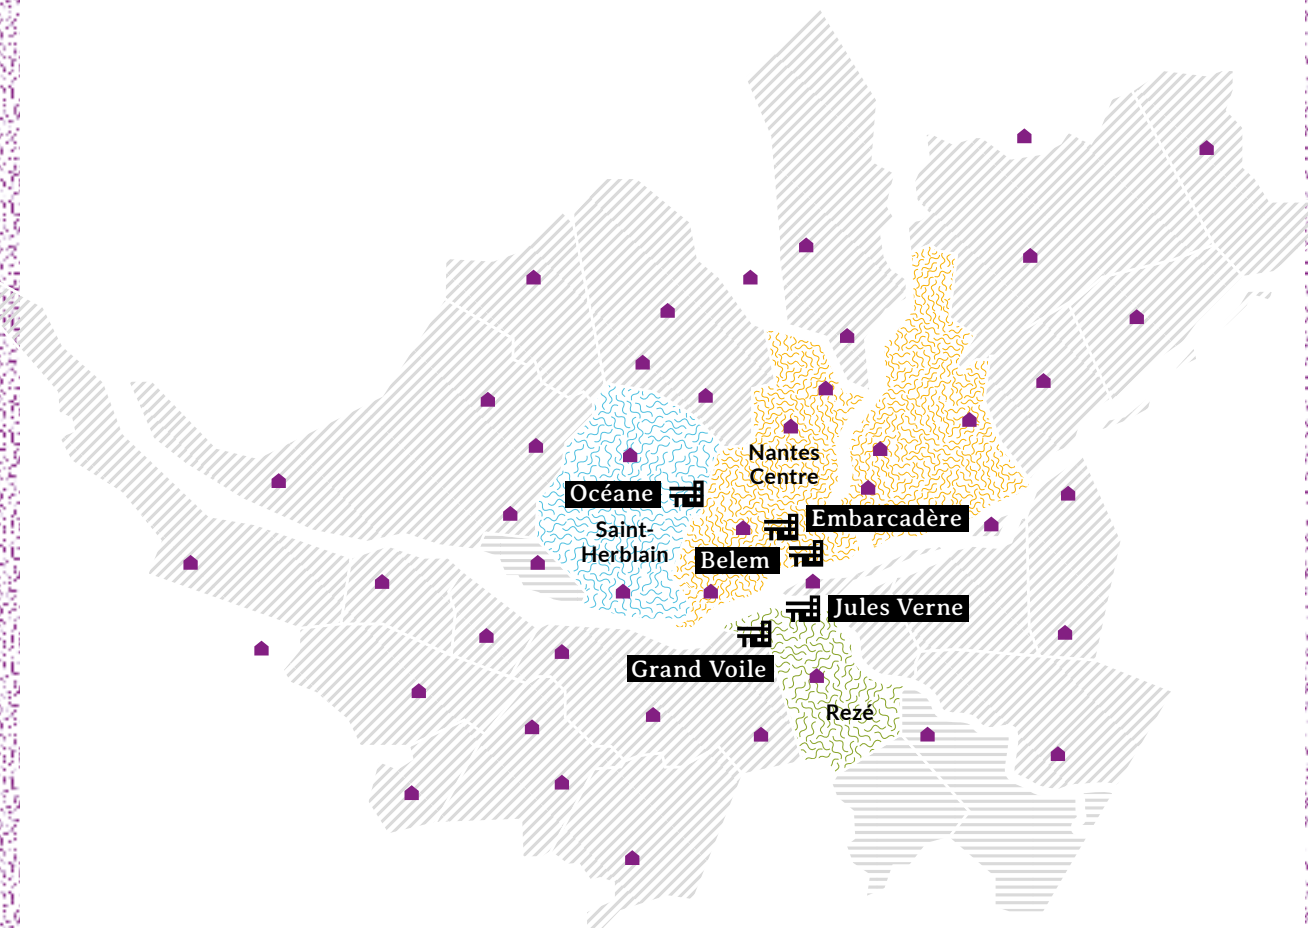 Nantes
Centre
Océane
Embarcadère
Saint-
Herblain
Belem
Jules Verne
Grand Voile
Rezé